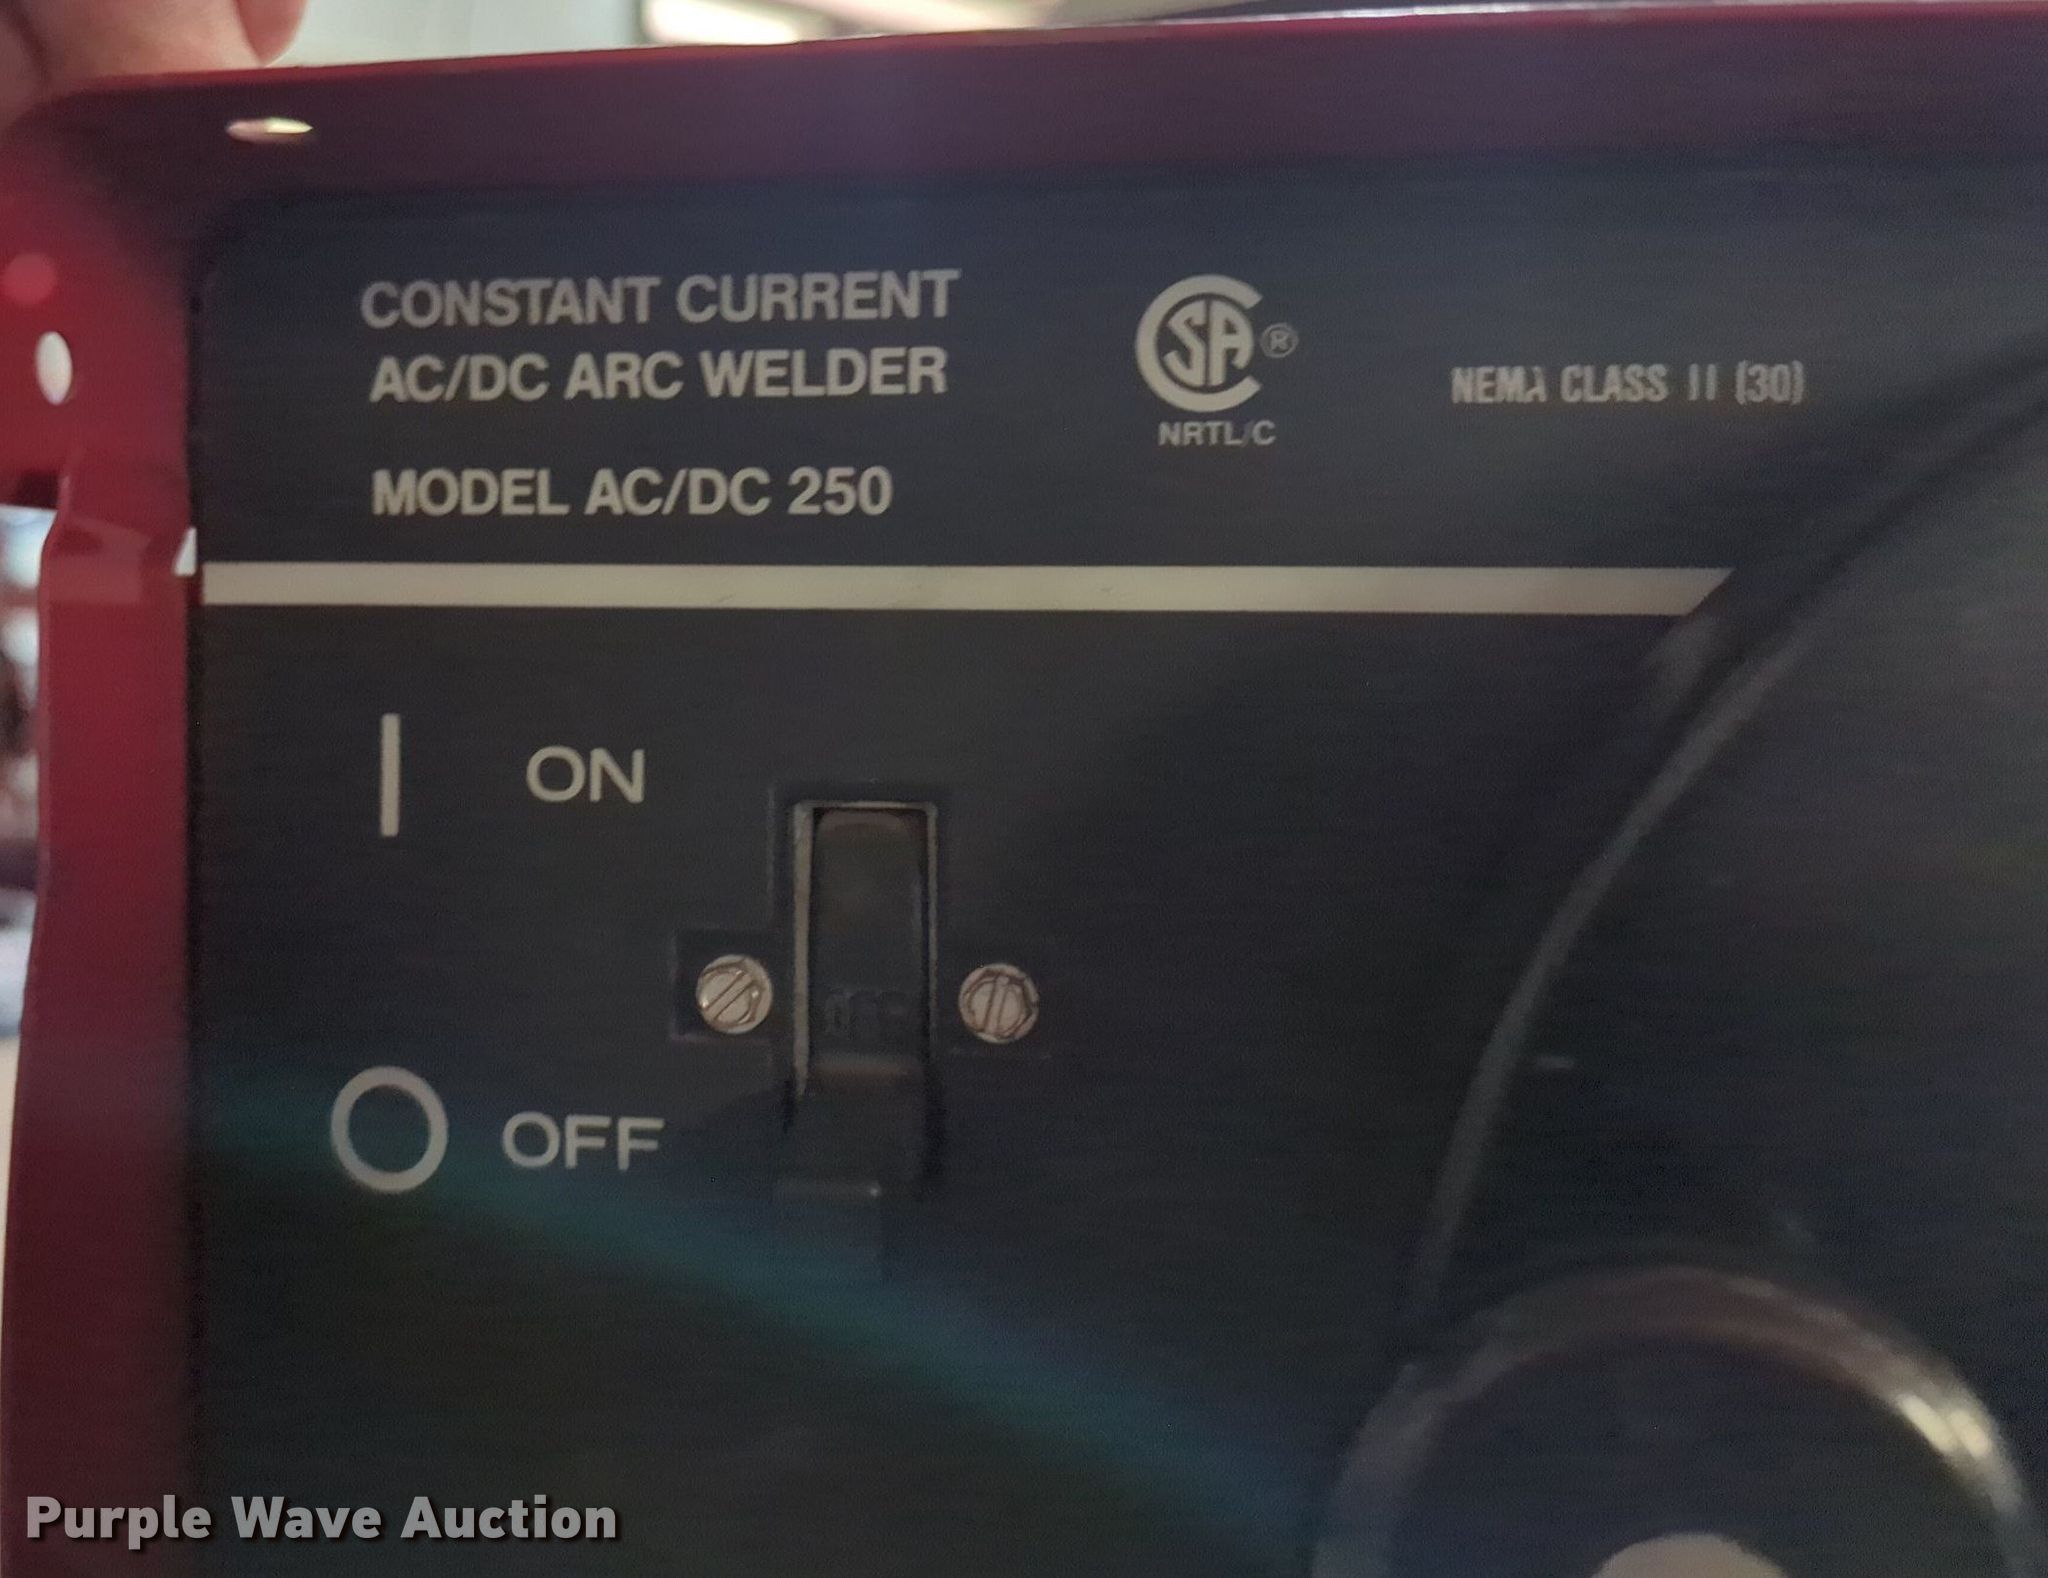 CONSTANT CURRENT
AC/DC ARC WELDER
MODEL AC/DC 250
SA®
NRTL/C
NEMA CLASS II (30)
ON
OFF
OFF
Purple Wave Auction